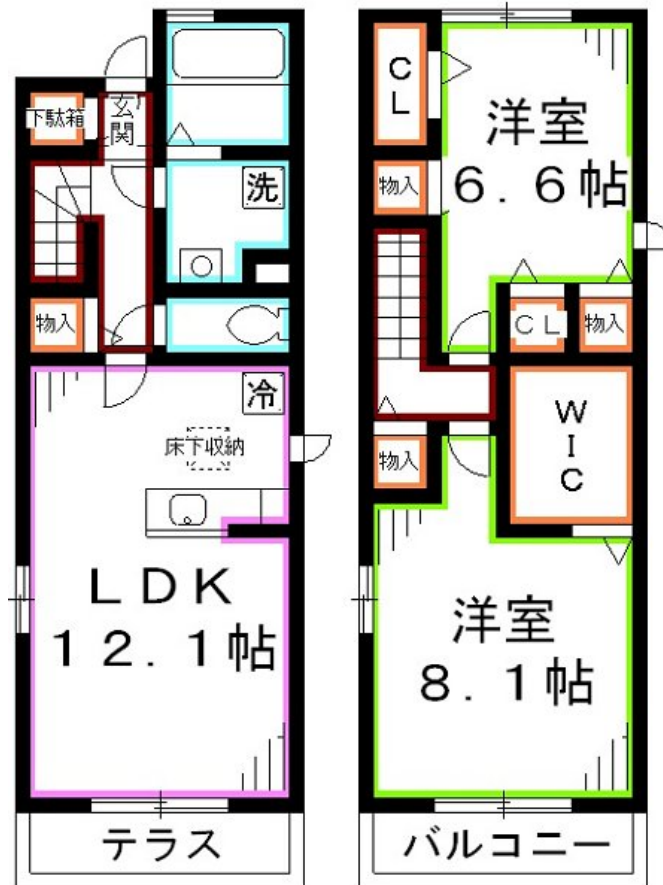 下駄箱
玄
関
洗
物入
冷
床下収納
LDK
12.1帖
テラス
CL
洋室
6.6帖
物入
CL
物入
WIC
物入
洋室
8.1帖
バルコニー